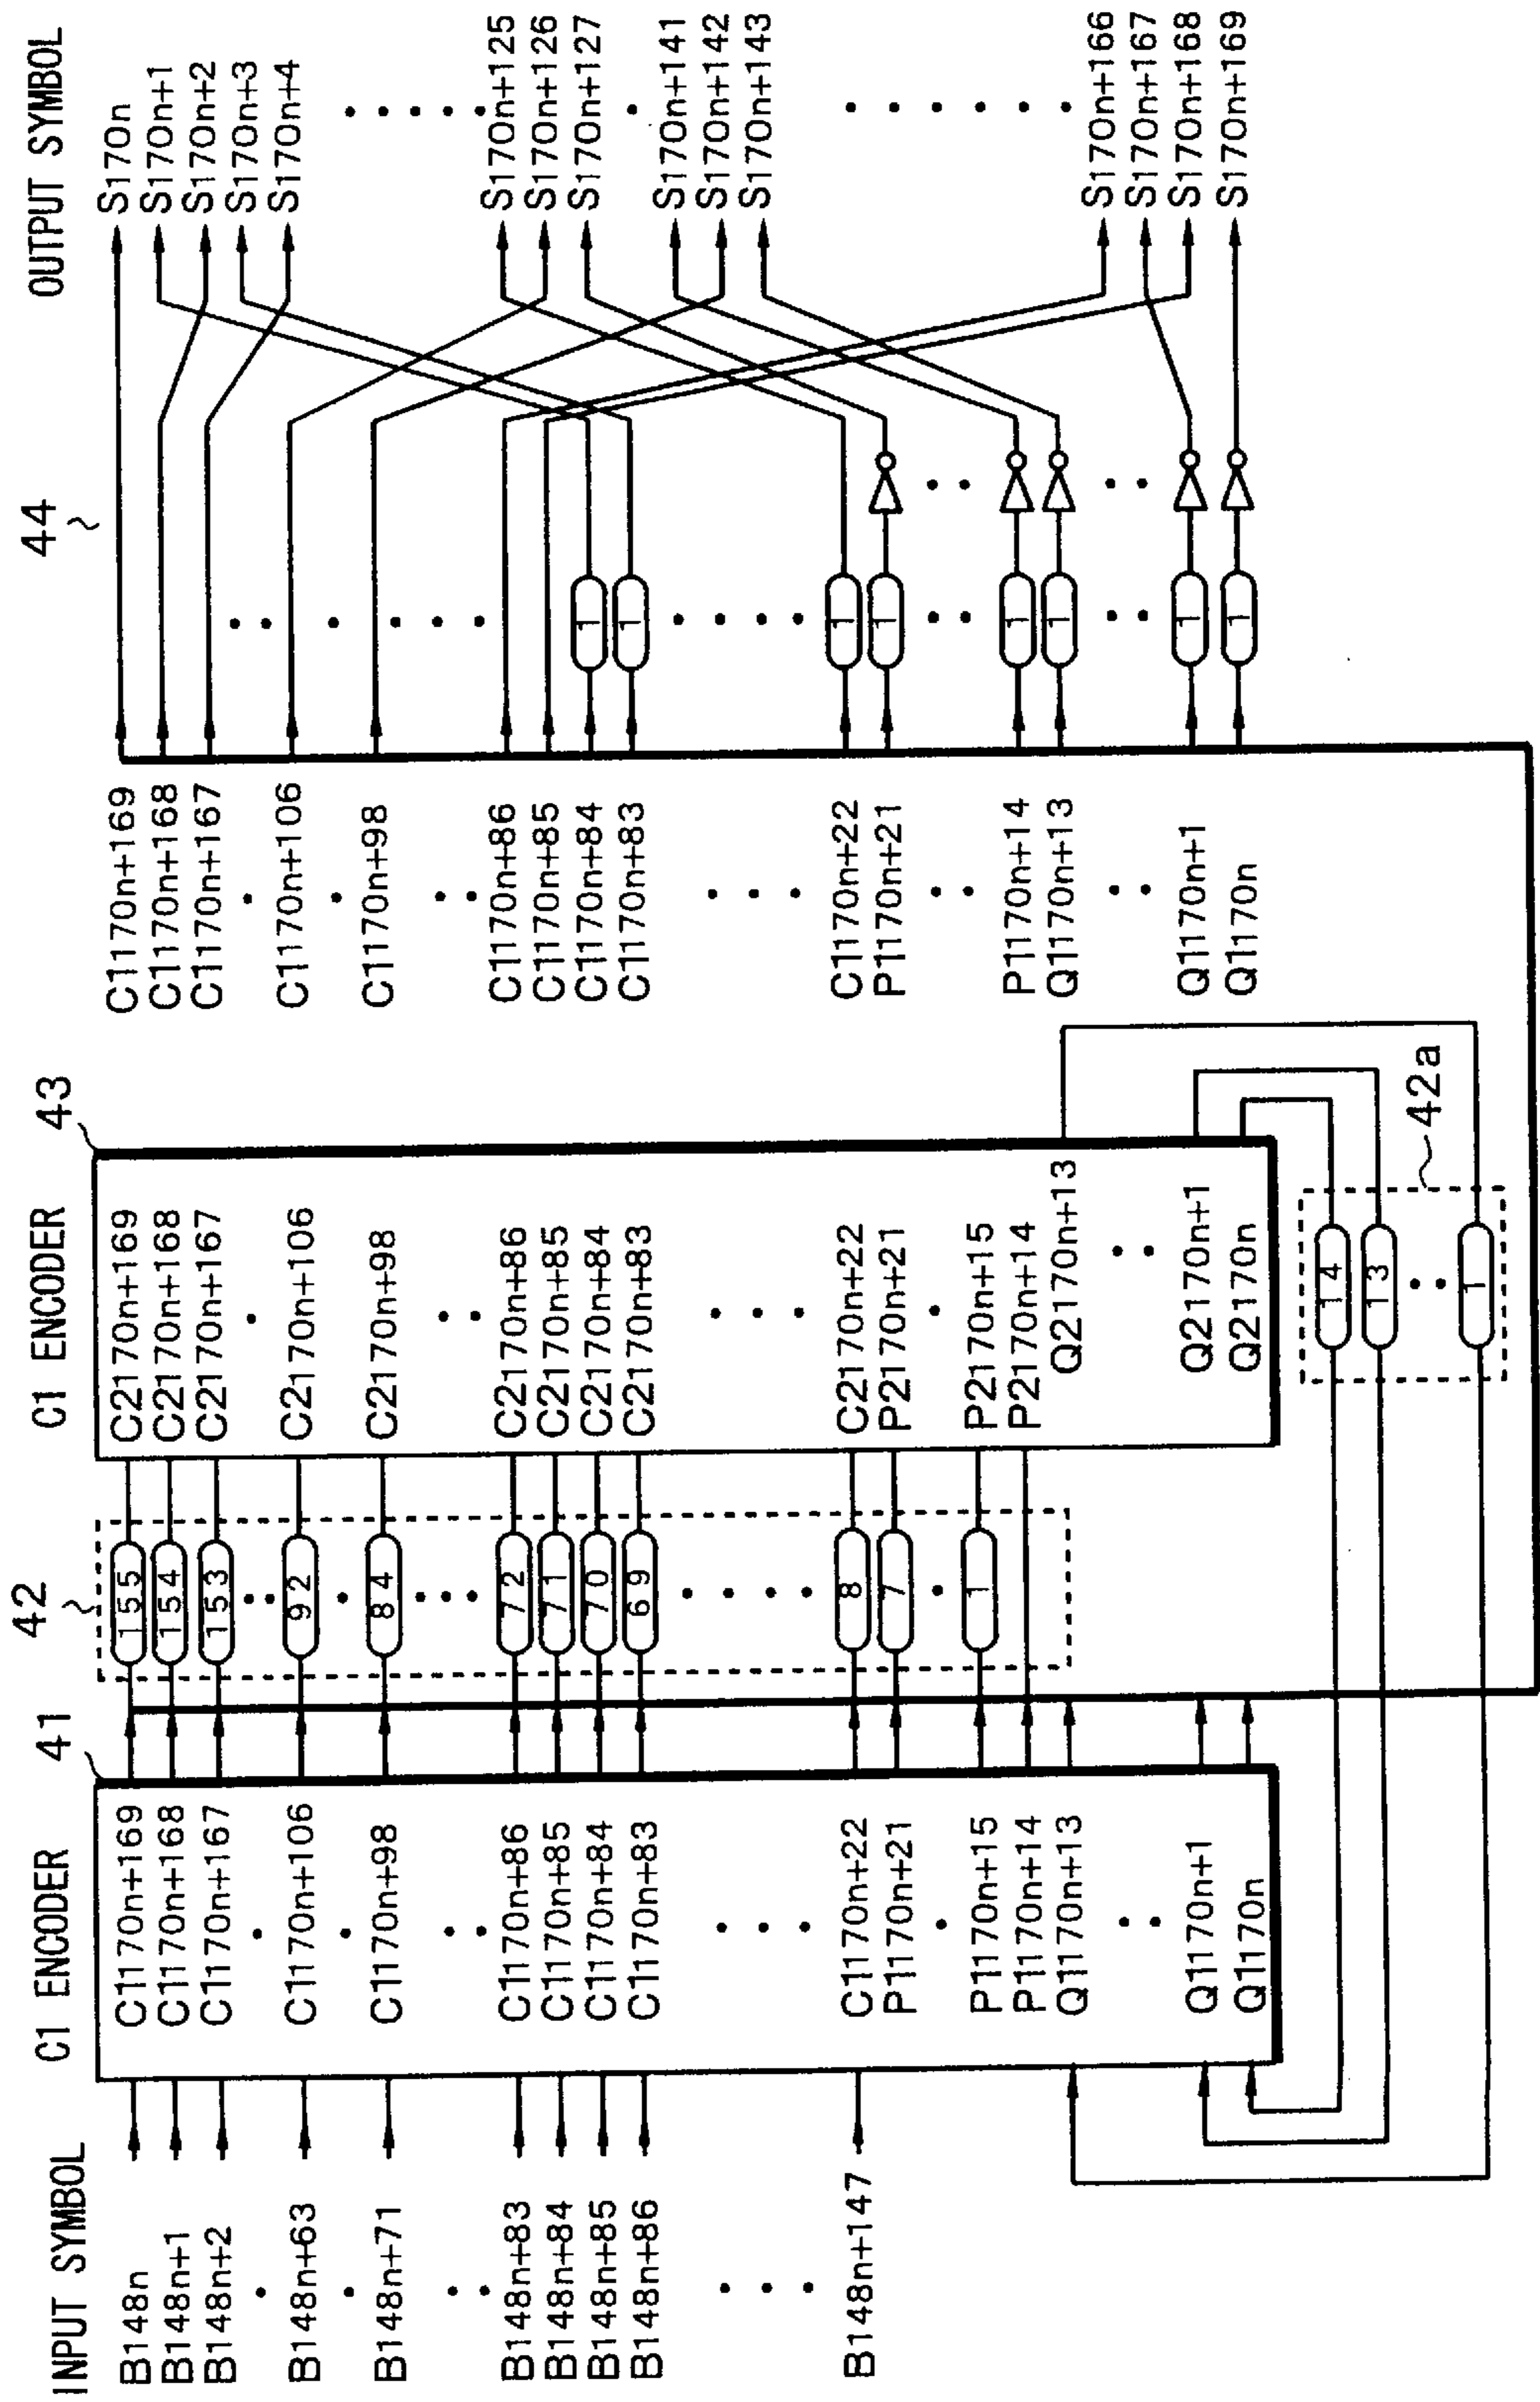 INPUT SYMBOL
B148n
B148n+1
B148n+2
B148n+63
B148n+71
B148n+83
B148n+84
B148n+85
B148n+86
B148n+147
C1 ENCODER
41
C1170n+169
C1170n+168
C1170n+167
C1170n+106
C1170n+98
C1170n+86
C1170n+85
C1170n+84
C1170n+83
C1170n+22
P1170n+21
P1170n+15
P1170n+14
Q1170n+13
Q1170n+1
Q1170n
42
155
154
153
92
84
72
71
70
69
8
7
1
C1 ENCODER
43
C2170n+169
C2170n+168
C2170n+167
C2170n+106
C2170n+98
C2170n+86
C2170n+85
C2170n+84
C2170n+83
C2170n+22
P2170n+21
P2170n+15
P2170n+14
Q2170n+13
Q2170n+1
Q2170n
14
13
1
42a
C1170n+169
C1170n+168
C1170n+167
C1170n+106
C1170n+98
C1170n+86
C1170n+85
C1170n+84
C1170n+83
C1170n+22
P1170n+21
P1170n+14
Q1170n+13
Q1170n+1
Q1170n
44
1
1
1
1
1
1
1
1
OUTPUT SYMBOL
S170n
S170n+1
S170n+2
S170n+3
S170n+4
S170n+125
S170n+126
S170n+127
S170n+141
S170n+142
S170n+143
S170n+166
S170n+167
S170n+168
S170n+169